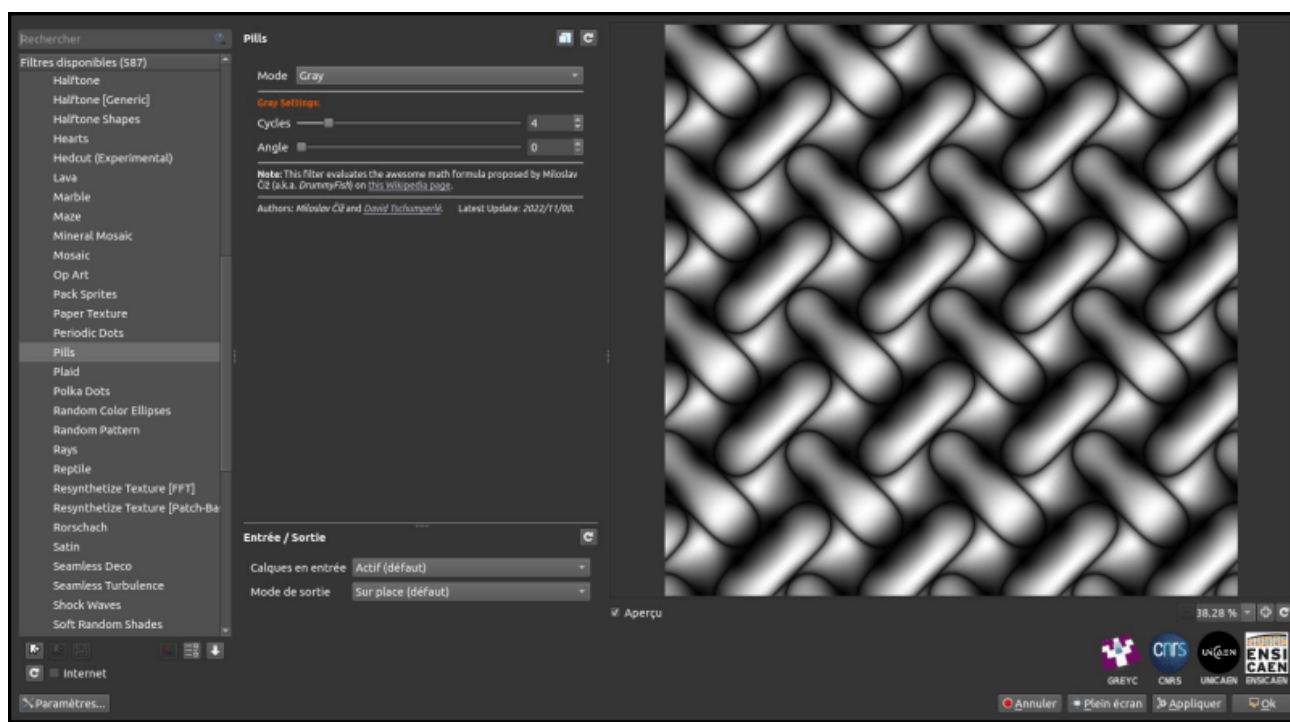 Rechercher
Filtres disponibles (587)
Halftone
Halftone [Generic]
Halftone Shapes
Hearts
Hedcut (Experimental)
Lava
Marble
Maze
Mineral Mosaic
Mosaic
Op Art
Pack Sprites
Paper Texture
Periodic Dots
Pills
Plaid
Polka Dots
Random Color Ellipses
Random Pattern
Rays
Reptile
Resynthetize Texture [FFT]
Resynthetize Texture [Patch-Ba
Rorschach
Satin
Seamless Deco
Seamless Turbulence
Shock Waves
Soft Random Shades
Internet
Paramètres...
Pills
Mode Gray
Gray Settings:
Cycles 4
Angle 0
Note: This filter evaluates the awesome math formula proposed by Miloslav
Číž (a.k.a. DrummyFish) on this Wikipedia page.
Authors: Miloslav Číž and David Tschumperlé. Latest Update: 2022/11/08.
Entrée / Sortie
Calques en entrée Actif (défaut)
Mode de sortie Sur place (défaut)
Aperçu
38.28 %
GREYC
cnrs
CNRS
UNICAEN
UNICAEN
ENSI
CAEN
ENSICAEN
Annuler
Plein écran
Appliquer
Ok